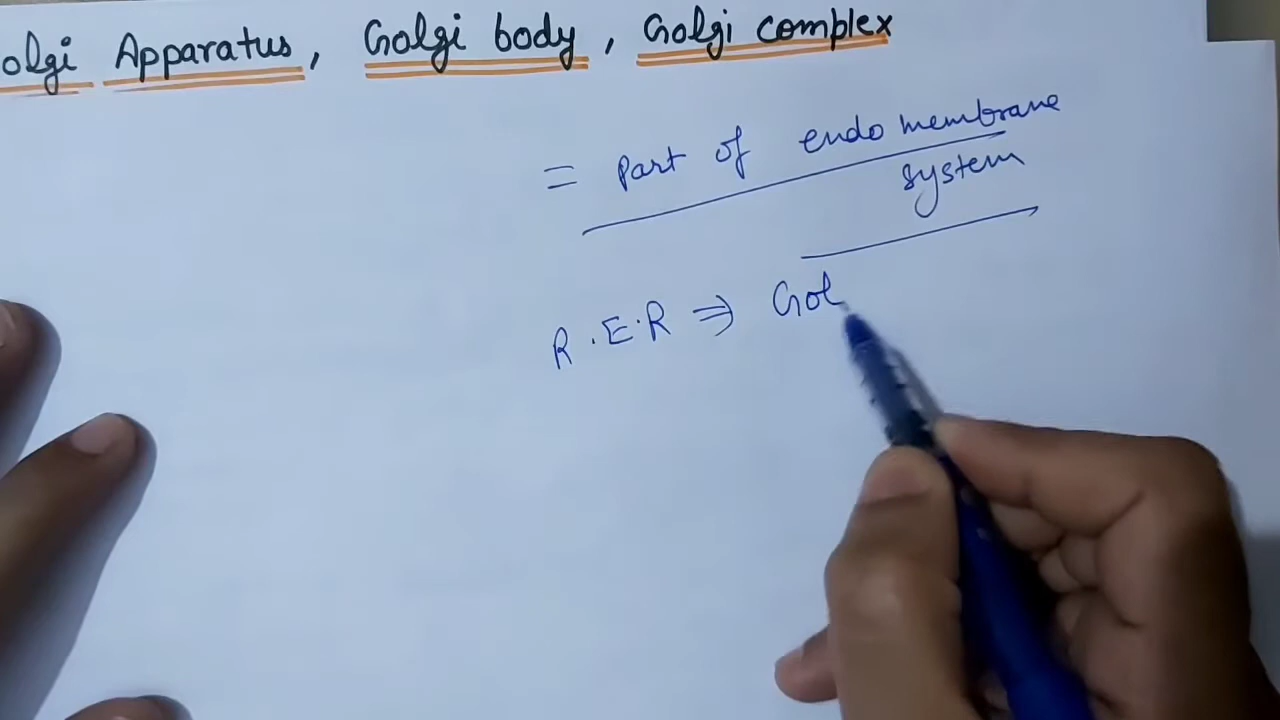 olgi Apparatus, Golgi body, Golgi complex
= Part of endo membrane
system
R.E.R ⇒ Gol